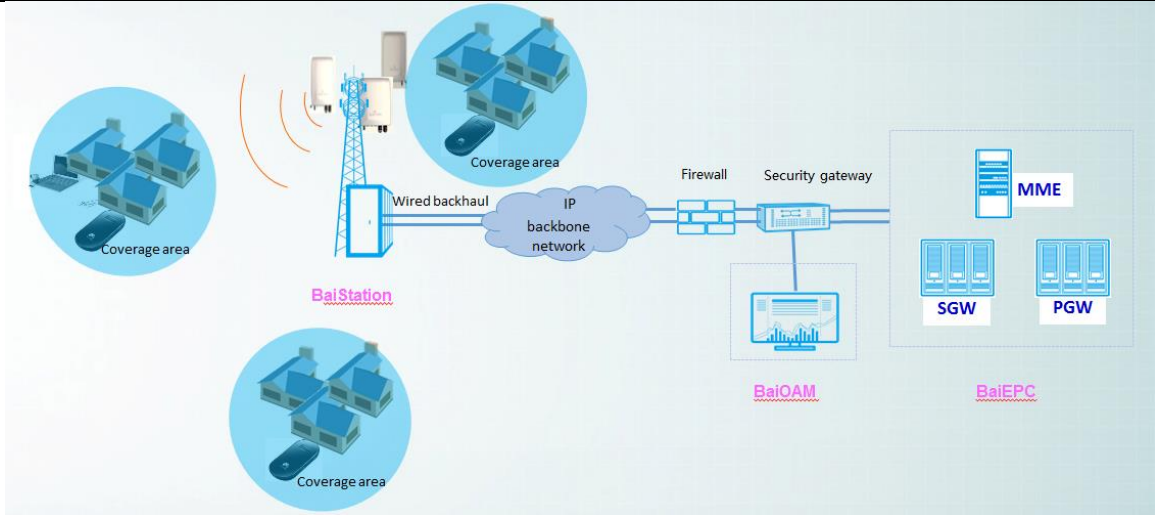 Coverage area
Coverage area
Wired backhaul
IP
backbone
network
Firewall
Security gateway
MME
SGW
PGW
BaiStation
BaiOAM
BaiEPC
Coverage area